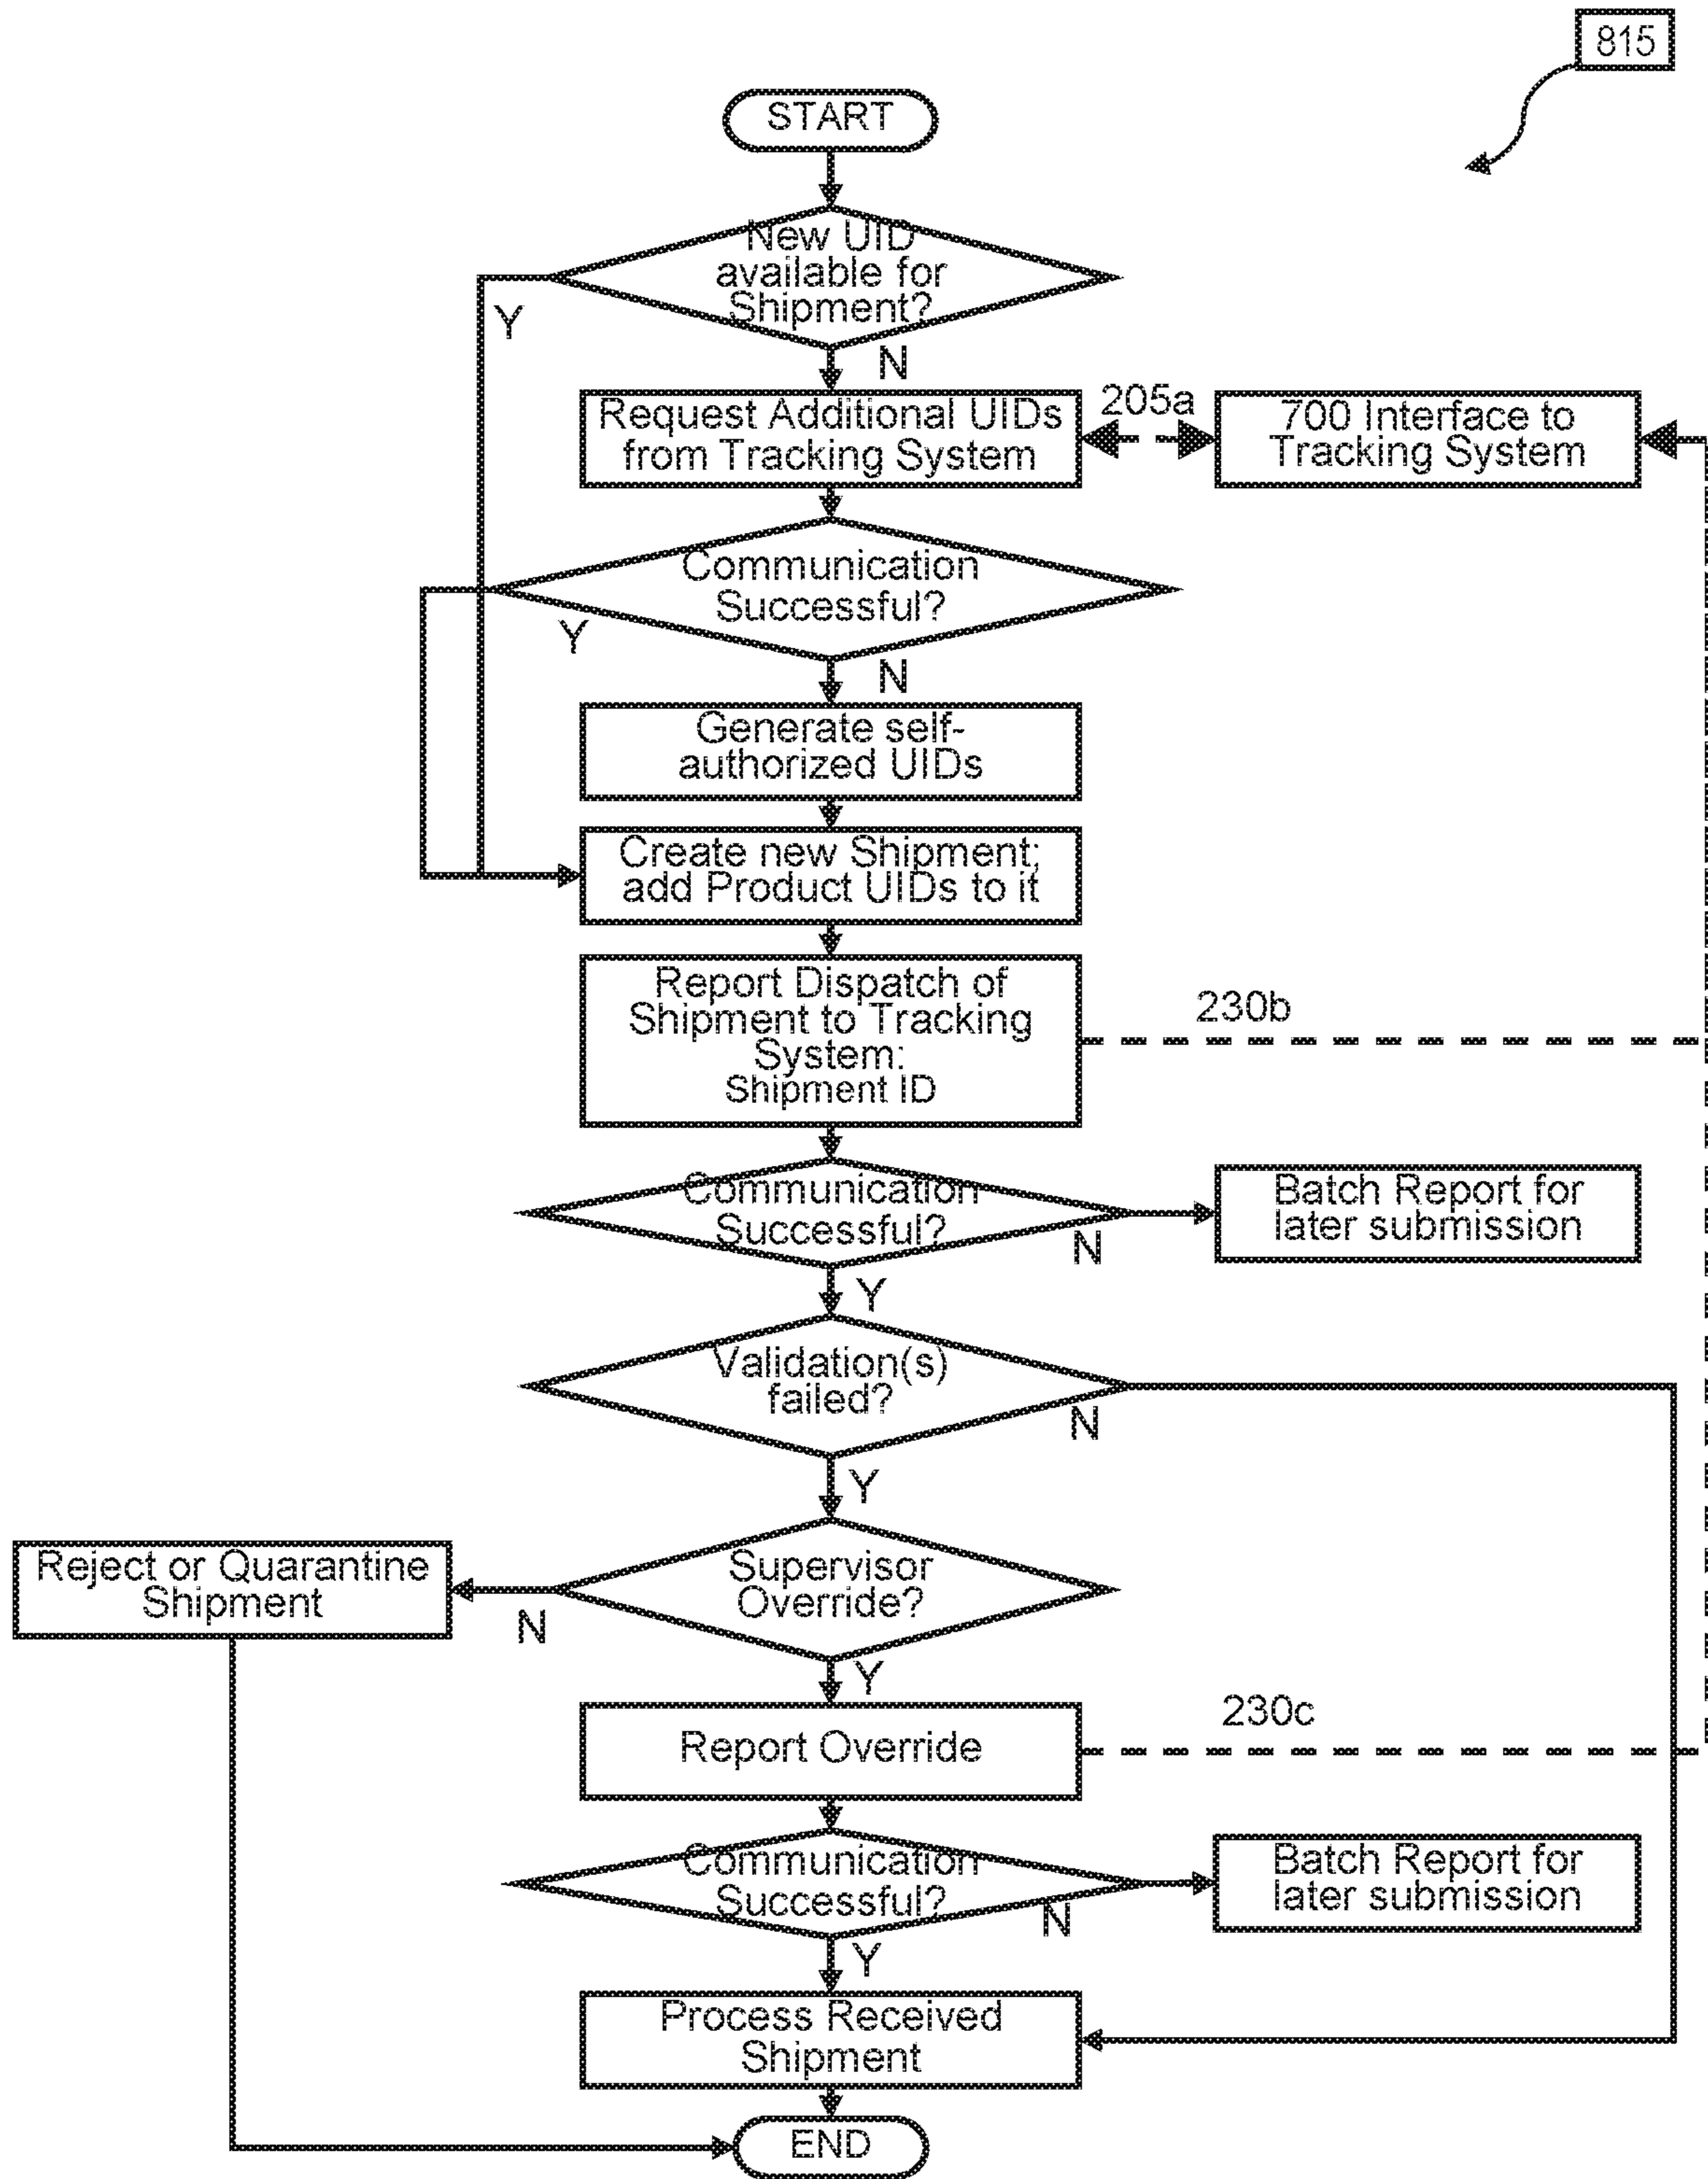 815
START
New UID
available for
Shipment?
Y
N
Request Additional UIDs
from Tracking System
205a
700 Interface to
Tracking System
Communication
Successful?
Y
N
Generate self-
authorized UIDs
Create new Shipment;
add Product UIDs to it
Report Dispatch of
Shipment to Tracking
System:
Shipment ID
230b
Communication
Successful?
N
Batch Report for
later submission
Y
Validation(s)
failed?
N
Y
Supervisor
Override?
Reject or Quarantine
Shipment
N
Y
Report Override
230c
Communication
Successful?
N
Batch Report for
later submission
Y
Process Received
Shipment
END